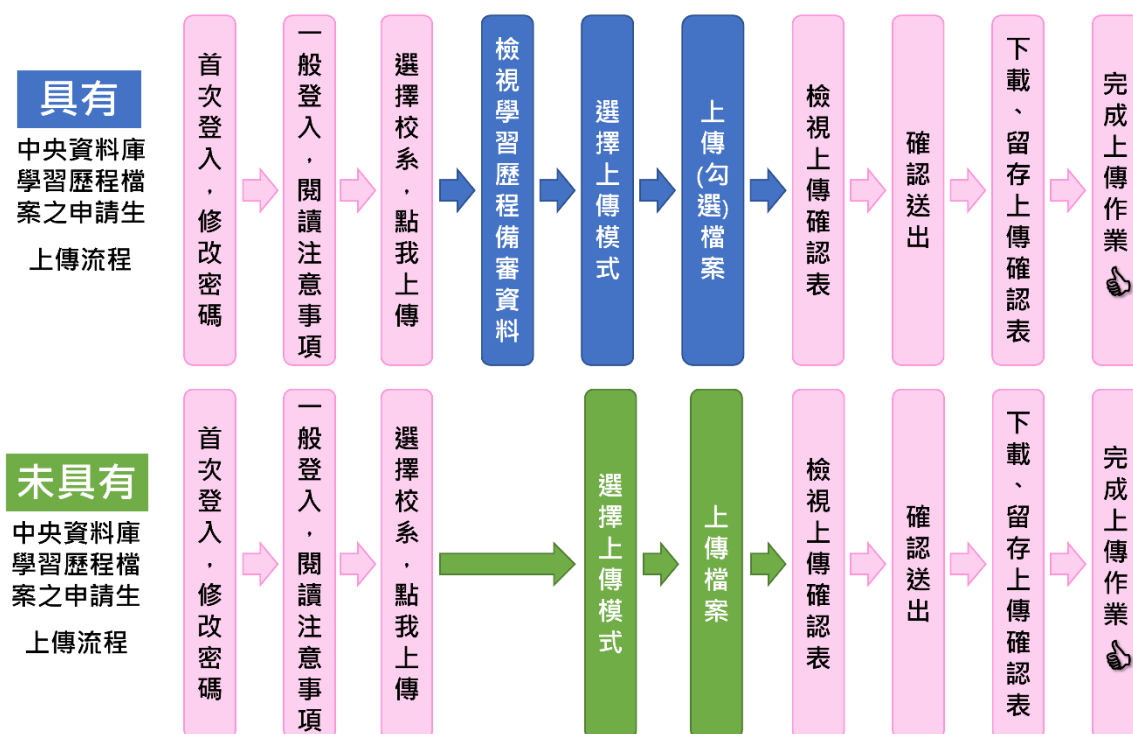 具有
中央資料庫
學習歷程檔
案之申請生
上傳流程
首次登入，修改密碼
一般登入，閱讀注意事項
選擇校系，點我上傳
檢視學習歷程備審資料
選擇上傳模式
上傳(勾選)檔案
檢視上傳確認表
確認送出
下載、留存上傳確認表
完成上傳作業
未具有
中央資料庫
學習歷程檔
案之申請生
上傳流程
首次登入，修改密碼
一般登入，閱讀注意事項
選擇校系，點我上傳
選擇上傳模式
上傳檔案
檢視上傳確認表
確認送出
下載、留存上傳確認表
完成上傳作業